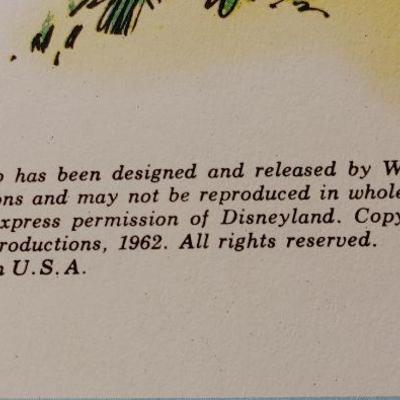 has been designed and released by W
ons and may not be reproduced in whole
xpress permission of Disneyland. Copy
roductions, 1962. All rights reserved.
n U.S.A.